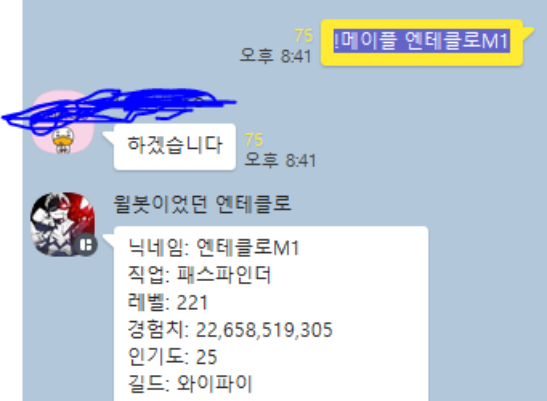 !메이플 엔테클로M1
75
오후 8:41
하겠습니다
75
오후 8:41
윌봇이었던 엔테클로
닉네임: 엔테클로M1
직업: 패스파인더
레벨: 221
경험치: 22,658,519,305
인기도: 25
길드: 와이파이